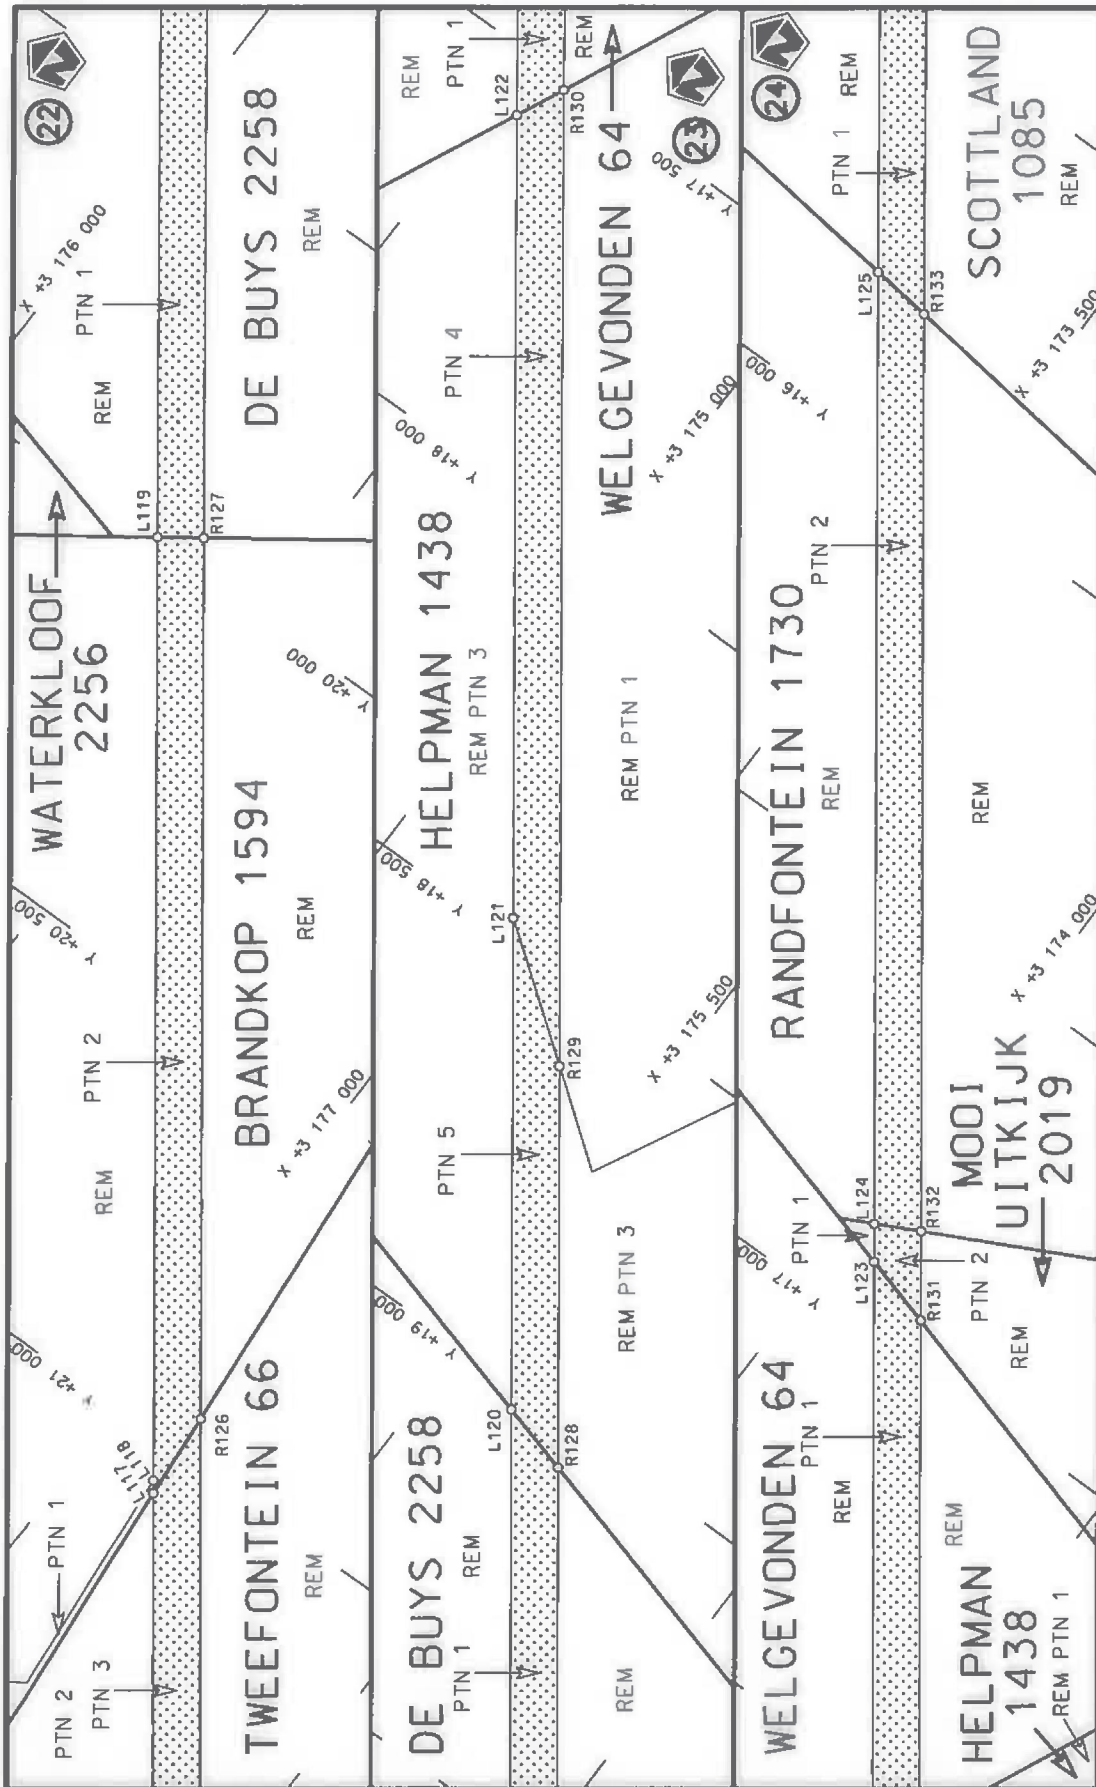 22
WATERKLOOF
2256
REM
PTN 1
X +3 176 000
Y +20 500
Y +21 000
PTN 2
REM
PTN 1
PTN 2
PTN 3
L117
L118
L119
R126
R127
DE BUYS 2258
REM
BRANDKOP 1594
REM
Y +20 000
X +3 177 000
TWEEFONTEIN 66
REM
23
REM
PTN 1
REM
L122
R130
WELGEVONDEN 64
Y +17 500
PTN 4
Y +18 000
HELPMAN 1438
REM PTN 3
Y +18 500
X +3 175 000
REM PTN 1
L121
R129
X +3 175 500
PTN 5
Y +19 000
REM PTN 3
L120
R128
DE BUYS 2258
REM
PTN 1
REM
24
REM
PTN 1
SCOTTLAND
1085
REM
L125
R133
Y +16 000
X +3 173 500
PTN 2
RANDFONTEIN 1730
REM
REM
X +3 174 000
MOOI
UITKIJK
2019
PTN 1
L124
R132
L123
R131
PTN 2
REM
Y +17 000
WELGEVONDEN 64
PTN 1
REM
REM
HELPMAN
1438
REM PTN 1